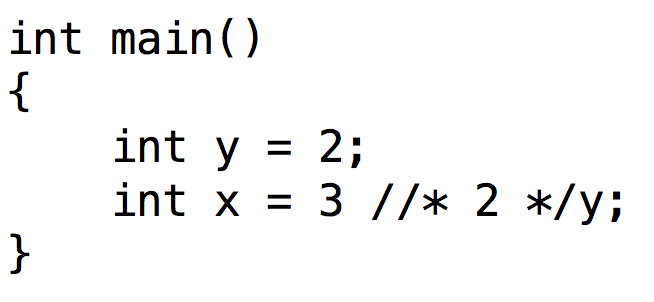 int main()
{
    int y = 2;
    int x = 3 //* 2 */y;
}